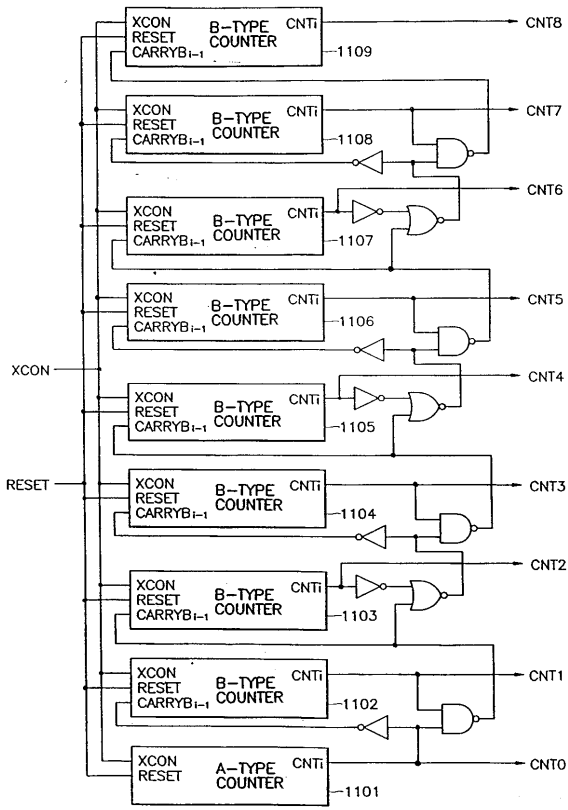 XCON B-TYPE CNTi CNT8
RESET COUNTER
CARRYBi-1 1109
XCON B-TYPE CNTi CNT7
RESET COUNTER
CARRYBi-1 1108
CNT6
XCON B-TYPE CNTi
RESET COUNTER
CARRYBi-1 1107
XCON B-TYPE CNTi CNT5
RESET COUNTER
CARRYBi-1 1106
XCON
CNT4
XCON B-TYPE CNTi
RESET COUNTER
CARRYBi-1 1105
RESET
XCON B-TYPE CNTi CNT3
RESET COUNTER
CARRYBi-1 1104
CNT2
XCON B-TYPE CNTi
RESET COUNTER
CARRYBi-1 1103
XCON B-TYPE CNTi CNT1
RESET COUNTER
CARRYBi-1 1102
XCON A-TYPE CNTi CNT0
RESET COUNTER
1101